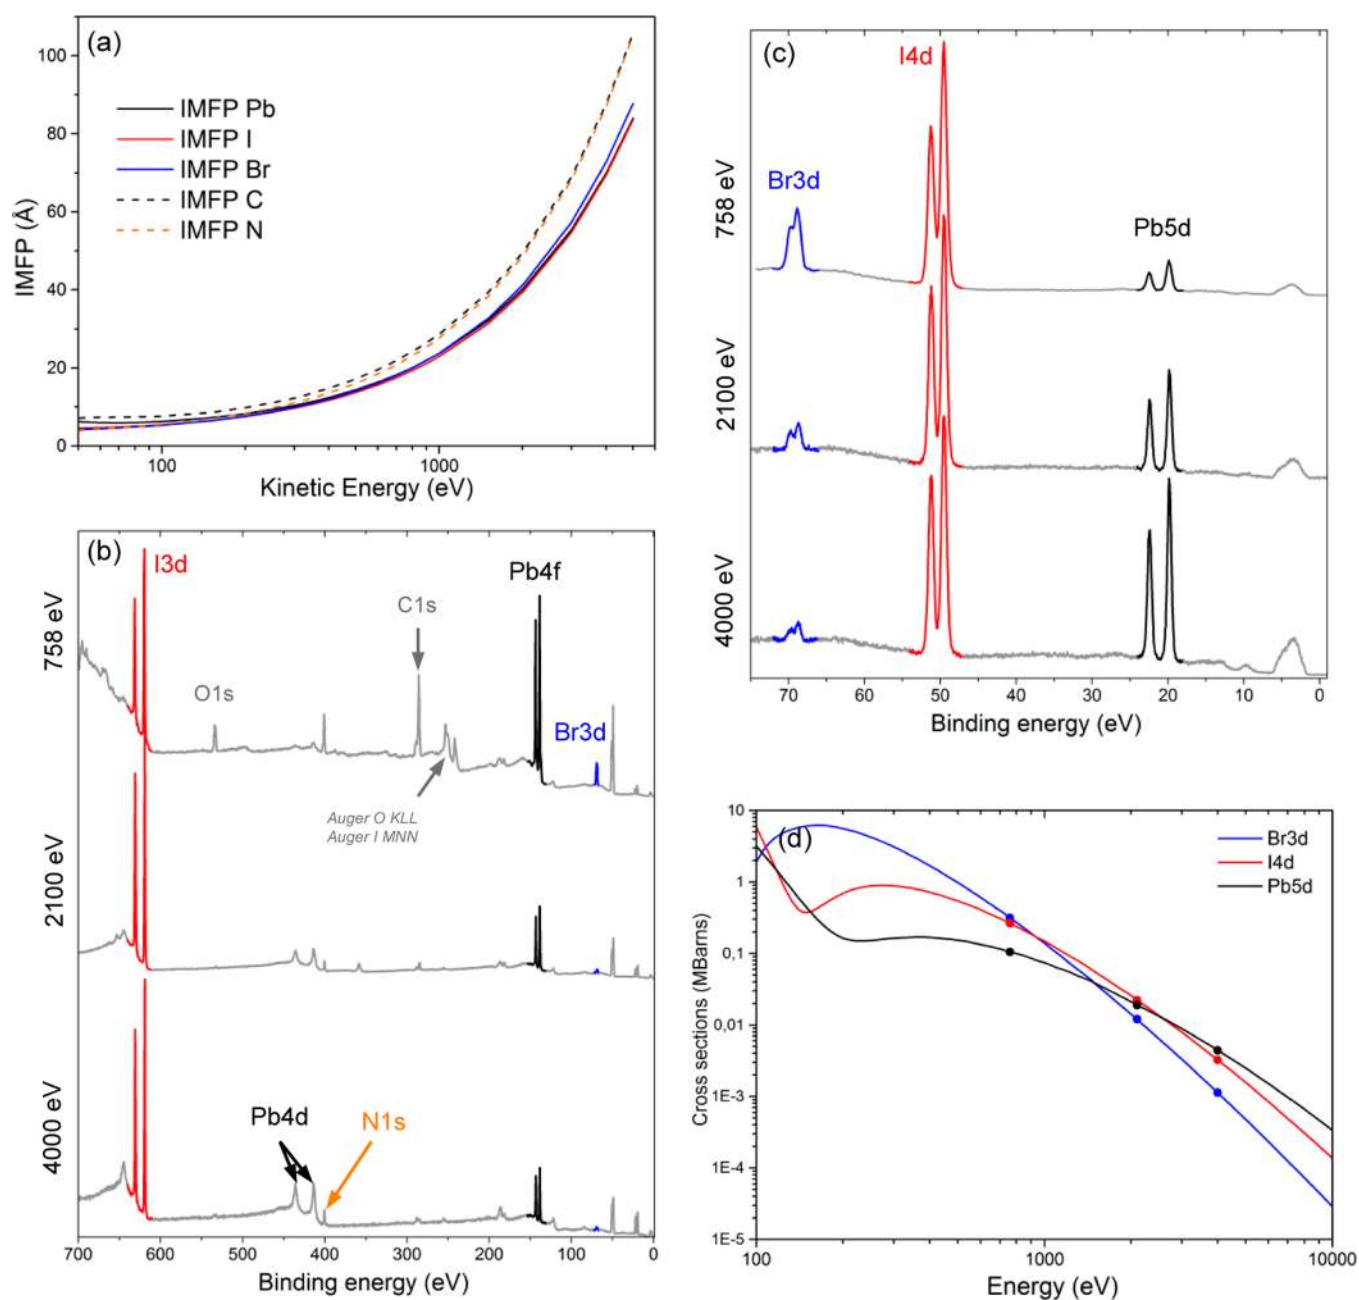 (a)
100
80
60
40
20
0
IMFP (Å)
IMFP Pb
IMFP I
IMFP Br
IMFP C
IMFP N
100
1000
Kinetic Energy (eV)
(b)
I3d
O1s
C1s
Pb4f
Br3d
Auger O KLL
Auger I MNN
Pb4d
N1s
758 eV
2100 eV
4000 eV
700
600
500
400
300
200
100
0
Binding energy (eV)
(c)
I4d
Br3d
Pb5d
758 eV
2100 eV
4000 eV
70
60
50
40
30
20
10
0
Binding energy (eV)
(d)
Br3d
I4d
Pb5d
10
1
0,1
0,01
1E-3
1E-4
1E-5
Cross sections (MBarns)
100
1000
10000
Energy (eV)